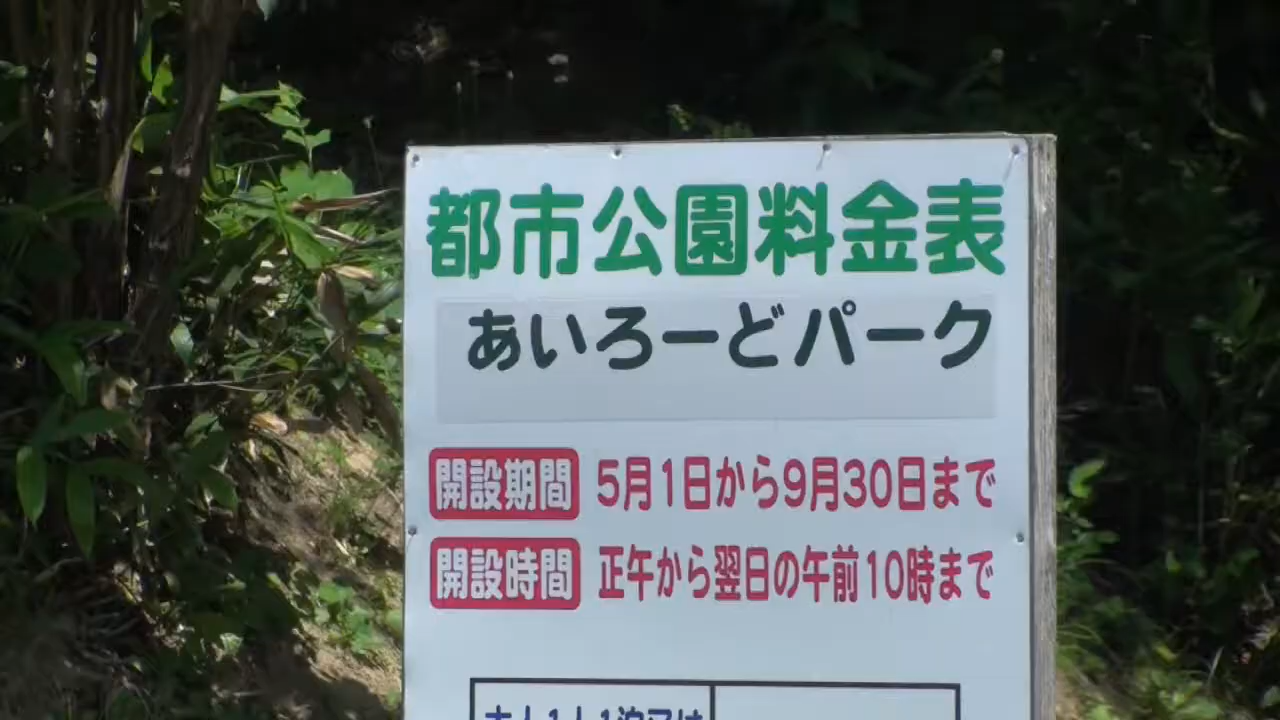 都市公園料金表
あいろーどパーク
開設期間 5月1日から9月30日まで
開設時間 正午から翌日の午前10時まで